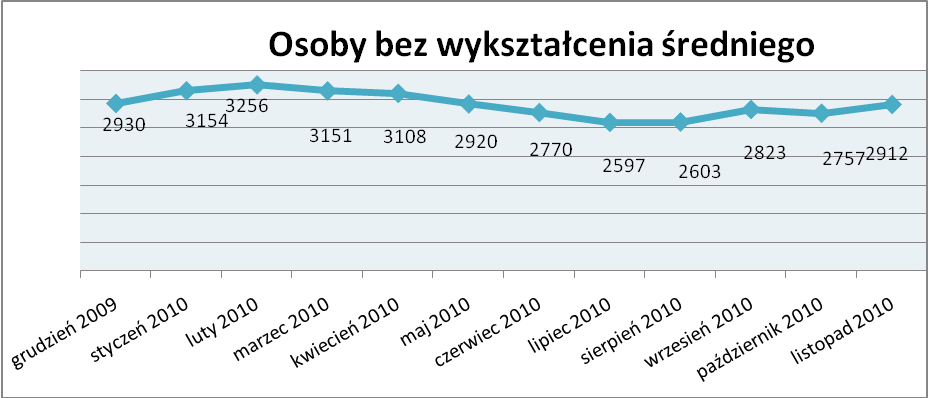 Osoby bez wykształcenia średniego
2930
3154
3256
3151
3108
2920
2770
2597
2603
2823
2757
2912
grudzień 2009
styczeń 2010
luty 2010
marzec 2010
kwiecień 2010
maj 2010
czerwiec 2010
lipiec 2010
sierpień 2010
wrzesień 2010
październik 2010
listopad 2010